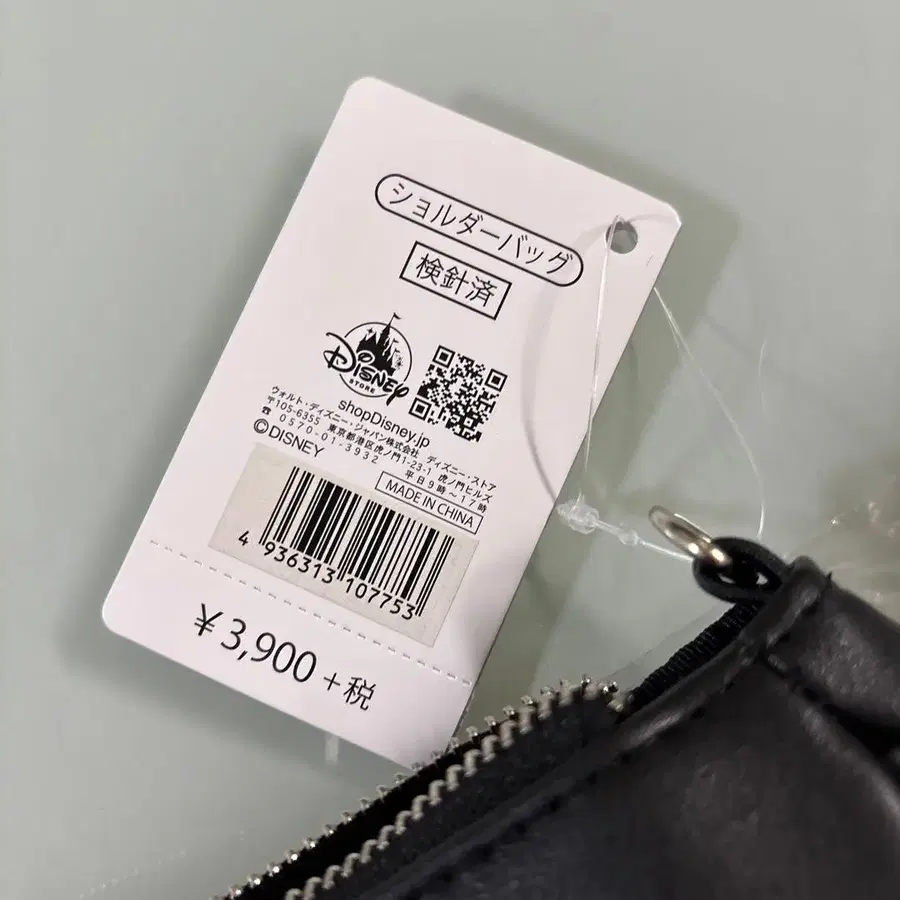 ショルダーバッグ
検針済
Disney
STORE
shopDisney.jp
ウォルト・ディズニー・ジャパン株式会社 ディズニー・ストア
〒105-6355 東京都港区虎ノ門1-23-1 虎ノ門ヒルズ
☎ 0570-01-3932 平日9時~17時
©DISNEY
MADE IN CHINA
4 936313 107753
¥3,900+税